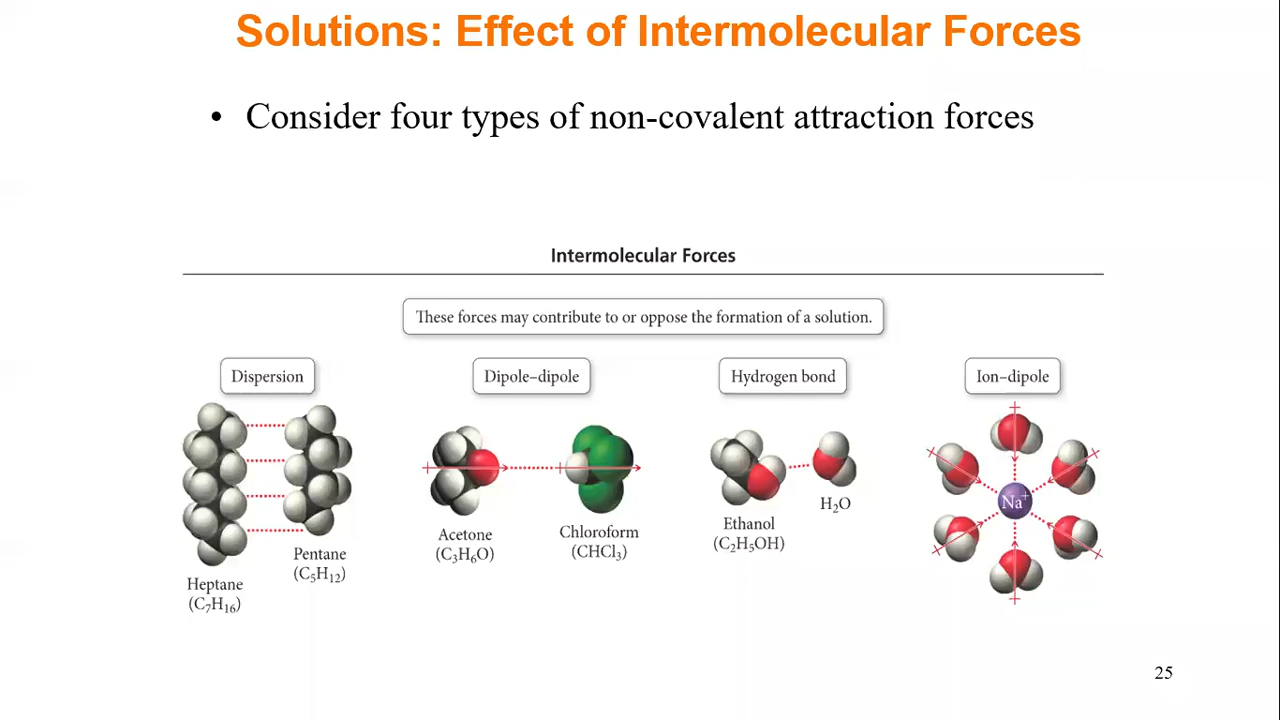 Solutions: Effect of Intermolecular Forces
• Consider four types of non-covalent attraction forces
Intermolecular Forces
These forces may contribute to or oppose the formation of a solution.
Dispersion
Heptane
(C₇H₁₆)
Pentane
(C₅H₁₂)
Dipole–dipole
Acetone
(C₃H₆O)
Chloroform
(CHCl₃)
Hydrogen bond
Ethanol
(C₂H₅OH)
H₂O
Ion–dipole
Na⁺
25